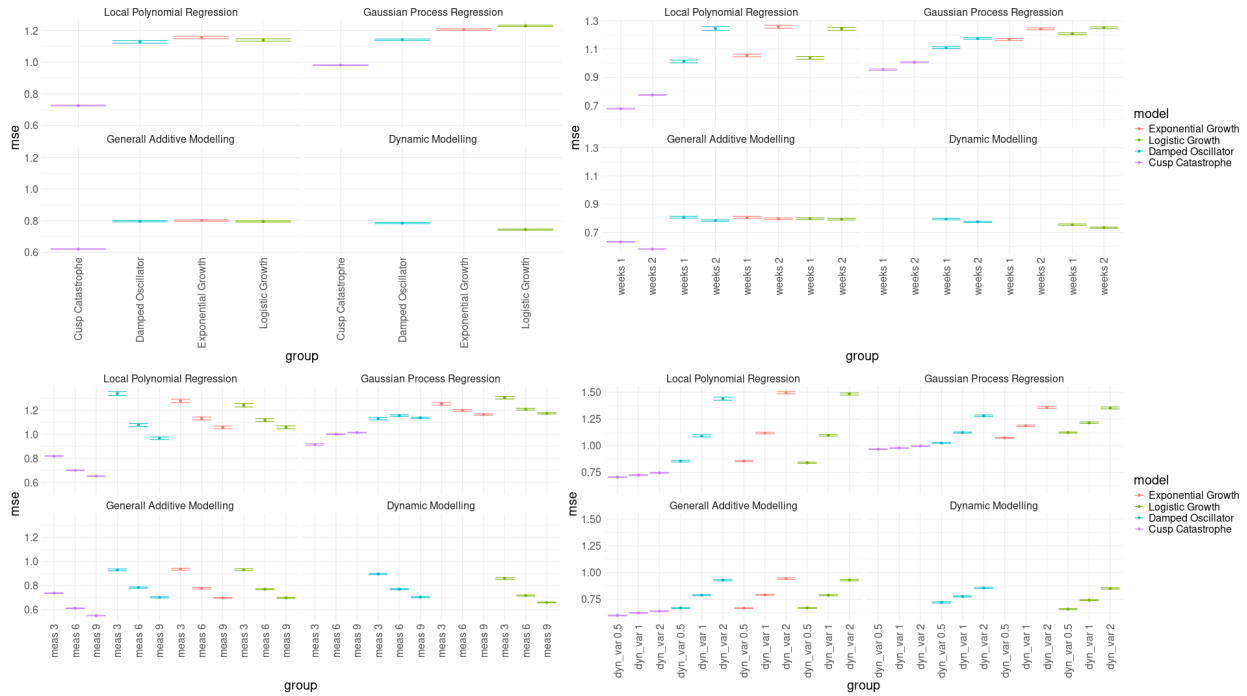 Local Polynomial Regression
Gaussian Process Regression
1.2
1.0
0.8
0.6
Generall Additive Modelling
Dynamic Modelling
1.2
1.0
0.8
0.6
mse
Cusp Catastrophe
Damped Oscillator
Exponential Growth
Logistic Growth
Cusp Catastrophe
Damped Oscillator
Exponential Growth
Logistic Growth
group
Local Polynomial Regression
Gaussian Process Regression
1.3
1.1
0.9
0.7
Generall Additive Modelling
Dynamic Modelling
1.3
1.1
0.9
0.7
mse
weeks 1
weeks 2
weeks 1
weeks 2
weeks 1
weeks 2
weeks 1
weeks 2
weeks 1
weeks 2
weeks 1
weeks 2
weeks 1
weeks 2
weeks 1
weeks 2
group
model
Exponential Growth
Logistic Growth
Damped Oscillator
Cusp Catastrophe
Local Polynomial Regression
Gaussian Process Regression
1.2
1.0
0.8
0.6
Generall Additive Modelling
Dynamic Modelling
1.2
1.0
0.8
0.6
mse
meas 3
meas 6
meas 9
meas 3
meas 6
meas 9
meas 3
meas 6
meas 9
meas 3
meas 6
meas 9
meas 3
meas 6
meas 9
meas 3
meas 6
meas 9
meas 3
meas 6
meas 9
meas 3
meas 6
meas 9
group
Local Polynomial Regression
Gaussian Process Regression
1.50
1.25
1.00
0.75
Generall Additive Modelling
Dynamic Modelling
1.50
1.25
1.00
0.75
mse
dyn_var 0.5
dyn_var 1
dyn_var 2
dyn_var 0.5
dyn_var 1
dyn_var 2
dyn_var 0.5
dyn_var 1
dyn_var 2
dyn_var 0.5
dyn_var 1
dyn_var 2
dyn_var 0.5
dyn_var 1
dyn_var 2
dyn_var 0.5
dyn_var 1
dyn_var 2
dyn_var 0.5
dyn_var 1
dyn_var 2
dyn_var 0.5
dyn_var 1
dyn_var 2
group
model
Exponential Growth
Logistic Growth
Damped Oscillator
Cusp Catastrophe